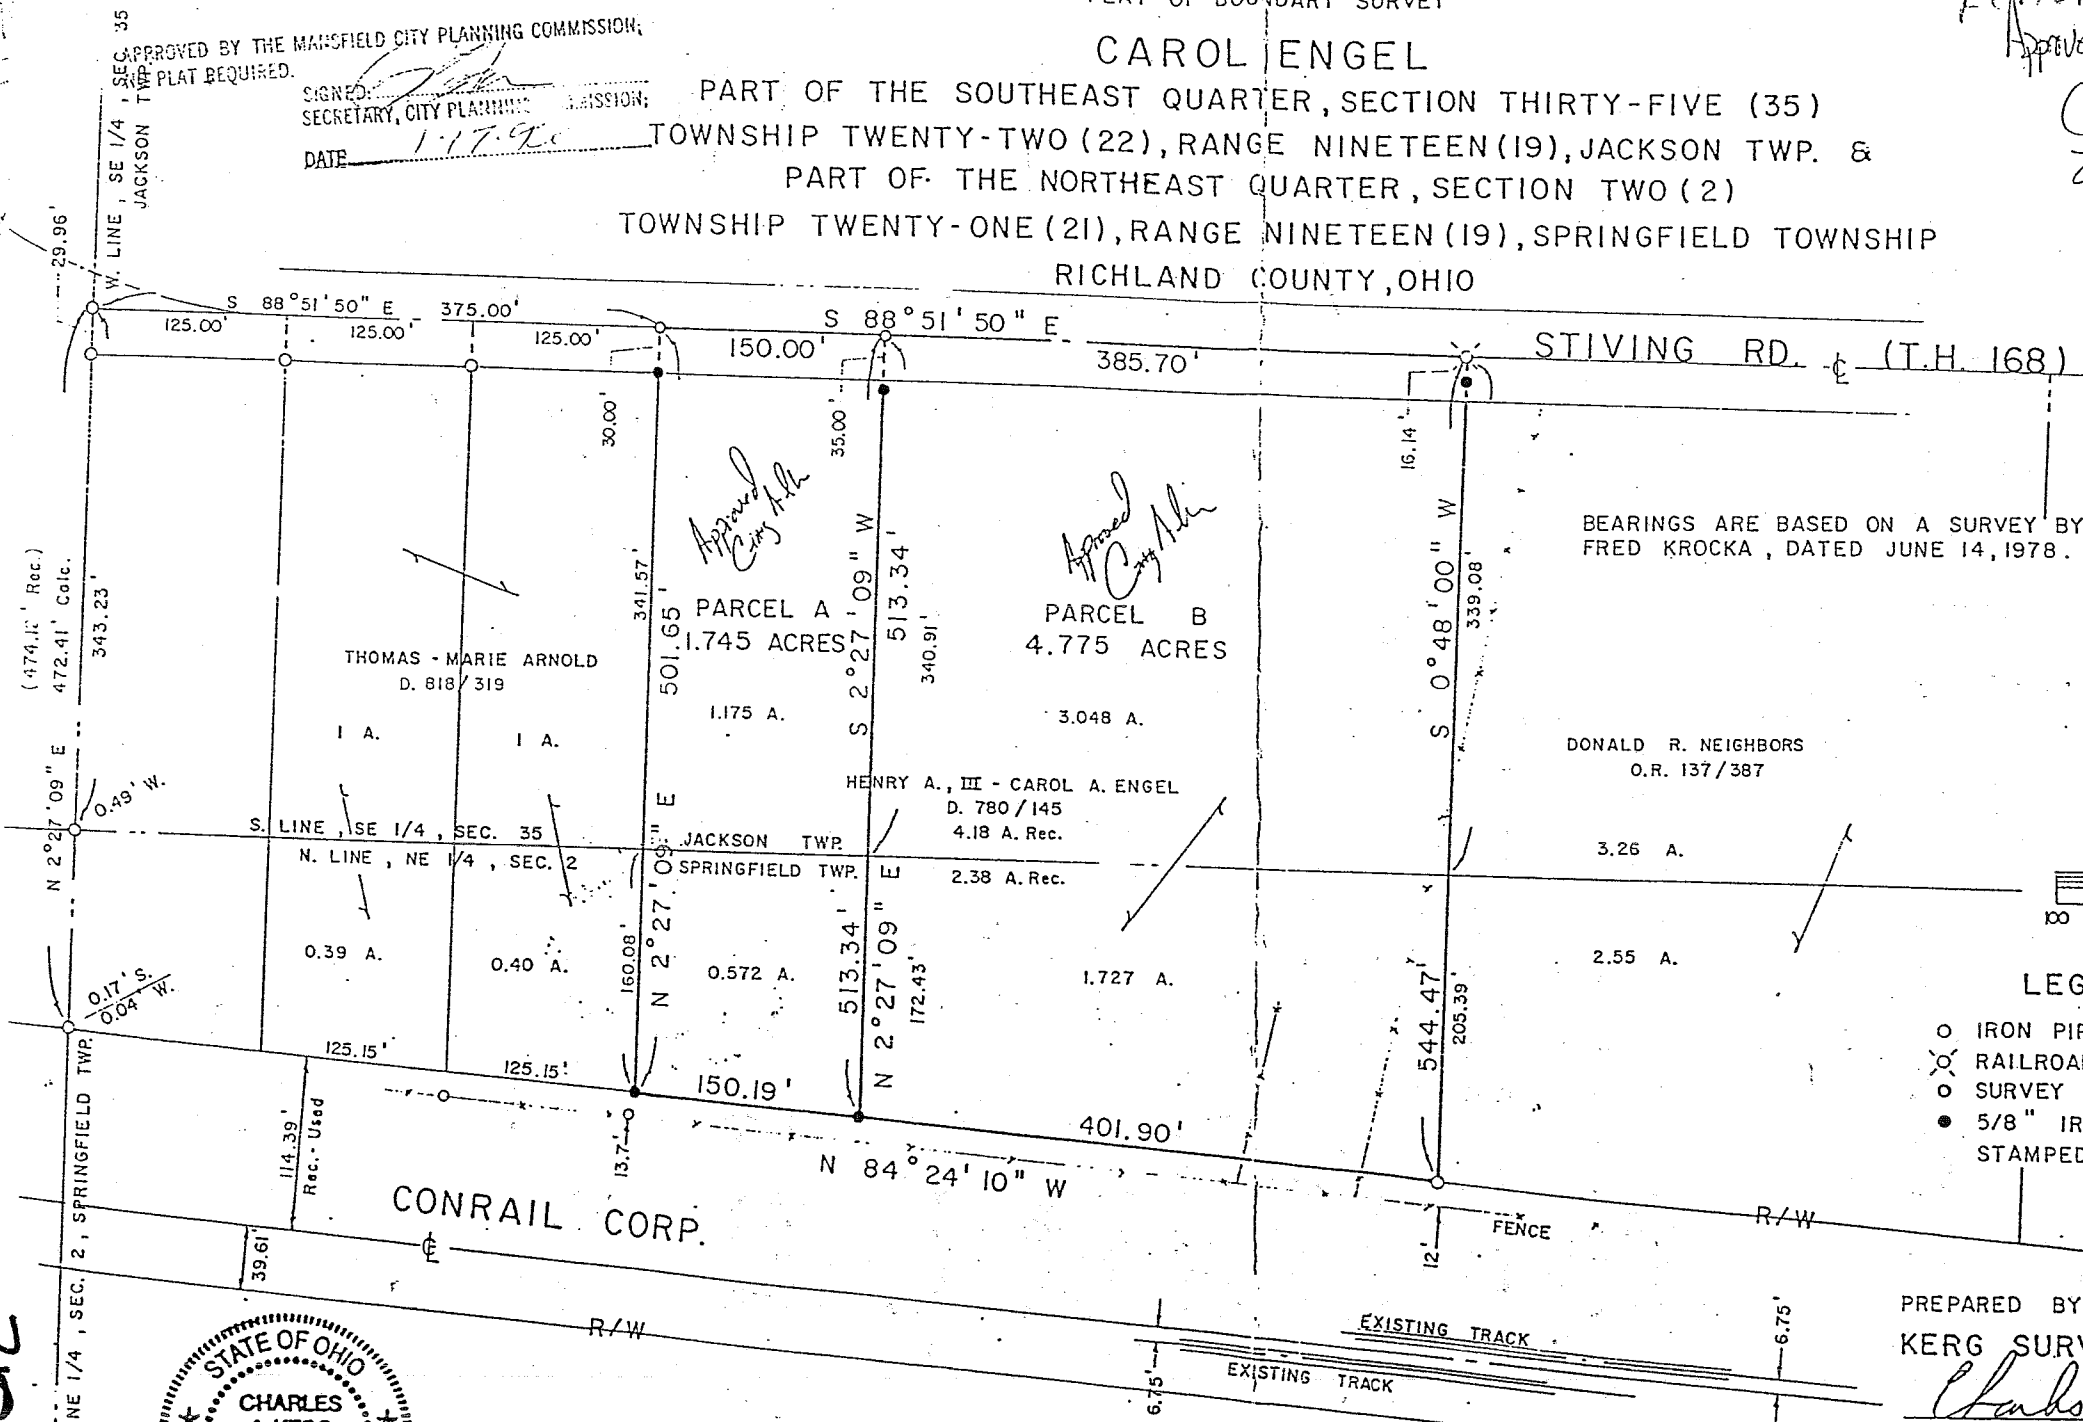 PLAT OF BOUNDARY SURVEY
CAROL ENGEL
PART OF THE SOUTHEAST QUARTER, SECTION THIRTY-FIVE (35)
TOWNSHIP TWENTY-TWO (22), RANGE NINETEEN (19), JACKSON TWP. &
PART OF THE NORTHEAST QUARTER, SECTION TWO (2)
TOWNSHIP TWENTY-ONE (21), RANGE NINETEEN (19), SPRINGFIELD TOWNSHIP
RICHLAND COUNTY, OHIO
APPROVED BY THE MANSFIELD CITY PLANNING COMMISSION;
NO PLAT REQUIRED.
SIGNED:
SECRETARY, CITY PLANNING COMMISSION;
DATE
W. LINE, SE 1/4, SEC. 35
JACKSON TWP.
29.96'
S 88°51'50" E 375.00'
125.00' 125.00' 125.00'
S 88°51'50" E
150.00' 385.70'
STIVING RD. ℄ (T.H. 168)
30.00'
35.00'
16.14'
Approved
City
Approved
City
BEARINGS ARE BASED ON A SURVEY BY
FRED KROCKA, DATED JUNE 14, 1978.
472.41' Calc.
343.23'
N 2°27'09" E
341.57'
501.65'
N 2°27'09" E
160.08'
PARCEL A
1.745 ACRES
1.175 A.
S 2°27'09" W
513.34'
340.91'
PARCEL B
4.775 ACRES
3.048 A.
S 0°48'00" W
339.08'
THOMAS - MARIE ARNOLD
D. 818/319
1 A. 1 A.
HENRY A., III - CAROL A. ENGEL
D. 780/145
4.18 A. Rec.
2.38 A. Rec.
DONALD R. NEIGHBORS
O.R. 137/387
3.26 A.
2.55 A.
0.49' W.
S. LINE, SE 1/4, SEC. 35
N. LINE, NE 1/4, SEC. 2
JACKSON TWP.
SPRINGFIELD TWP.
0.39 A. 0.40 A.
0.572 A.
513.34'
N 2°27'09" E
172.43'
1.727 A.
544.47'
205.39'
0.17' S.
0.04' W.
125.15' 125.15'
150.19'
401.90'
N 84°24'10" W
114.39'
Rec.-Used
13.7'
12'
FENCE
R/W
CONRAIL CORP.
℄
39.61'
R/W
NE 1/4, SEC. 2, SPRINGFIELD TWP.
EXISTING TRACK
EXISTING TRACK
6.75'
6.75'
100
LEG
IRON PIP
RAILROA
SURVEY
5/8" IR
STAMPED
PREPARED BY
KERG SURV
STATE OF OHIO
CHARLES